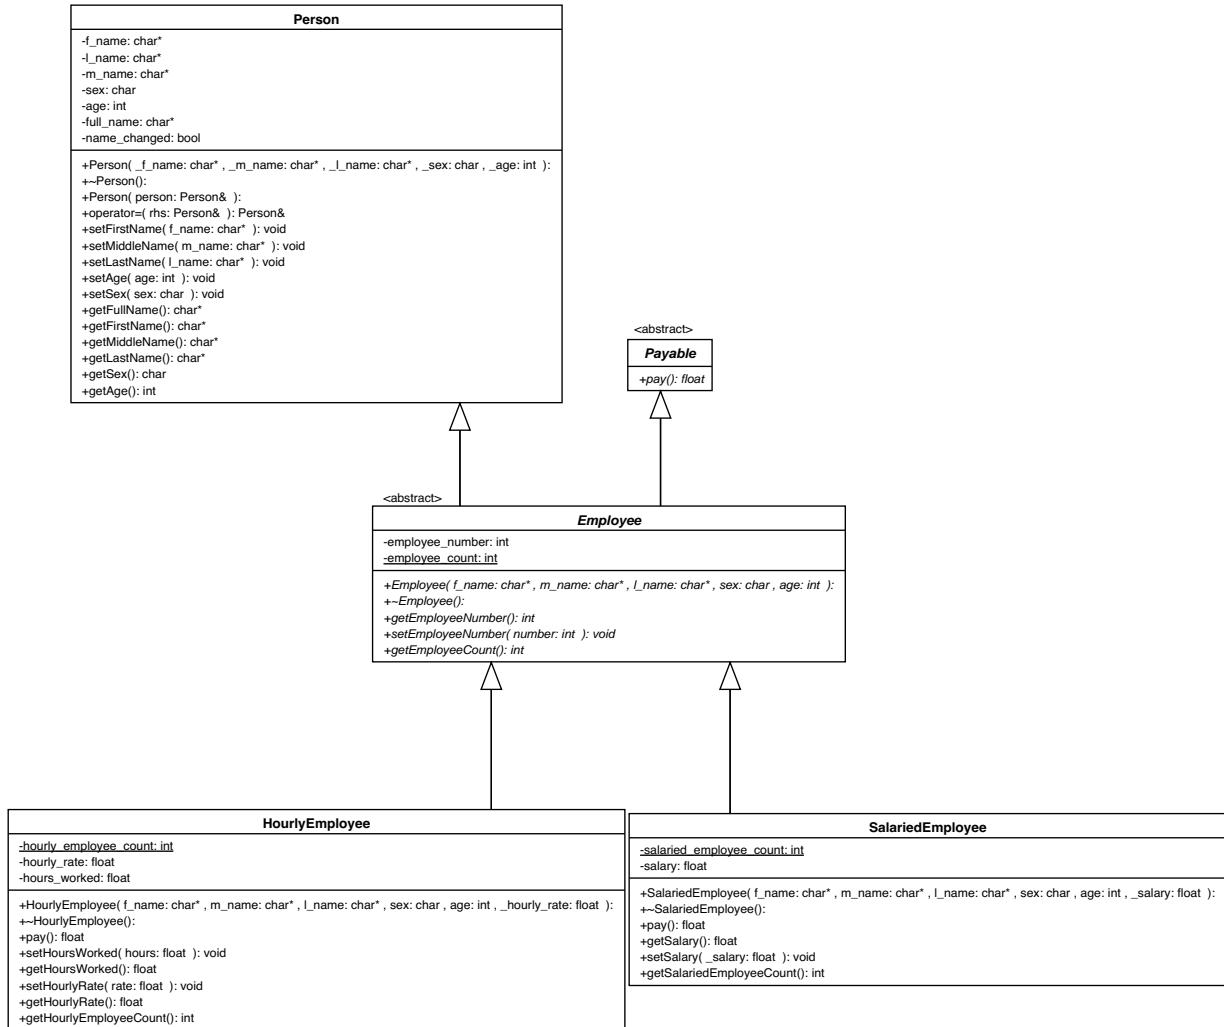 Person
-f_name: char*
-l_name: char*
-m_name: char*
-sex: char
-age: int
-full_name: char*
-name_changed: bool
+Person( _f_name: char* , _m_name: char* , _l_name: char* , _sex: char , _age: int ):
+~Person():
+Person( person: Person& ):
+operator=( rhs: Person& ): Person&
+setFirstName( f_name: char* ): void
+setMiddleName( m_name: char* ): void
+setLastName( l_name: char* ): void
+setAge( age: int ): void
+setSex( sex: char ): void
+getFullName(): char*
+getFirstName(): char*
+getMiddleName(): char*
+getLastName(): char*
+getSex(): char
+getAge(): int
<abstract>
Payable
+pay(): float
<abstract>
Employee
-employee_number: int
-employee_count: int
+Employee( f_name: char* , m_name: char* , l_name: char* , sex: char , age: int ):
+~Employee():
+getEmployeeNumber(): int
+setEmployeeNumber( number: int ): void
+getEmployeeCount(): int
HourlyEmployee
-hourly_employee_count: int
-hourly_rate: float
-hours_worked: float
+HourlyEmployee( f_name: char* , m_name: char* , l_name: char* , sex: char , age: int , _hourly_rate: float ):
+~HourlyEmployee():
+pay(): float
+setHoursWorked( hours: float ): void
+getHoursWorked(): float
+setHourlyRate( rate: float ): void
+getHourlyRate(): float
+getHourlyEmployeeCount(): int
SalariedEmployee
-salaried_employee_count: int
-salary: float
+SalariedEmployee( f_name: char* , m_name: char* , l_name: char* , sex: char , age: int , _salary: float ):
+~SalariedEmployee():
+pay(): float
+getSalary(): float
+setSalary( _salary: float ): void
+getSalariedEmployeeCount(): int